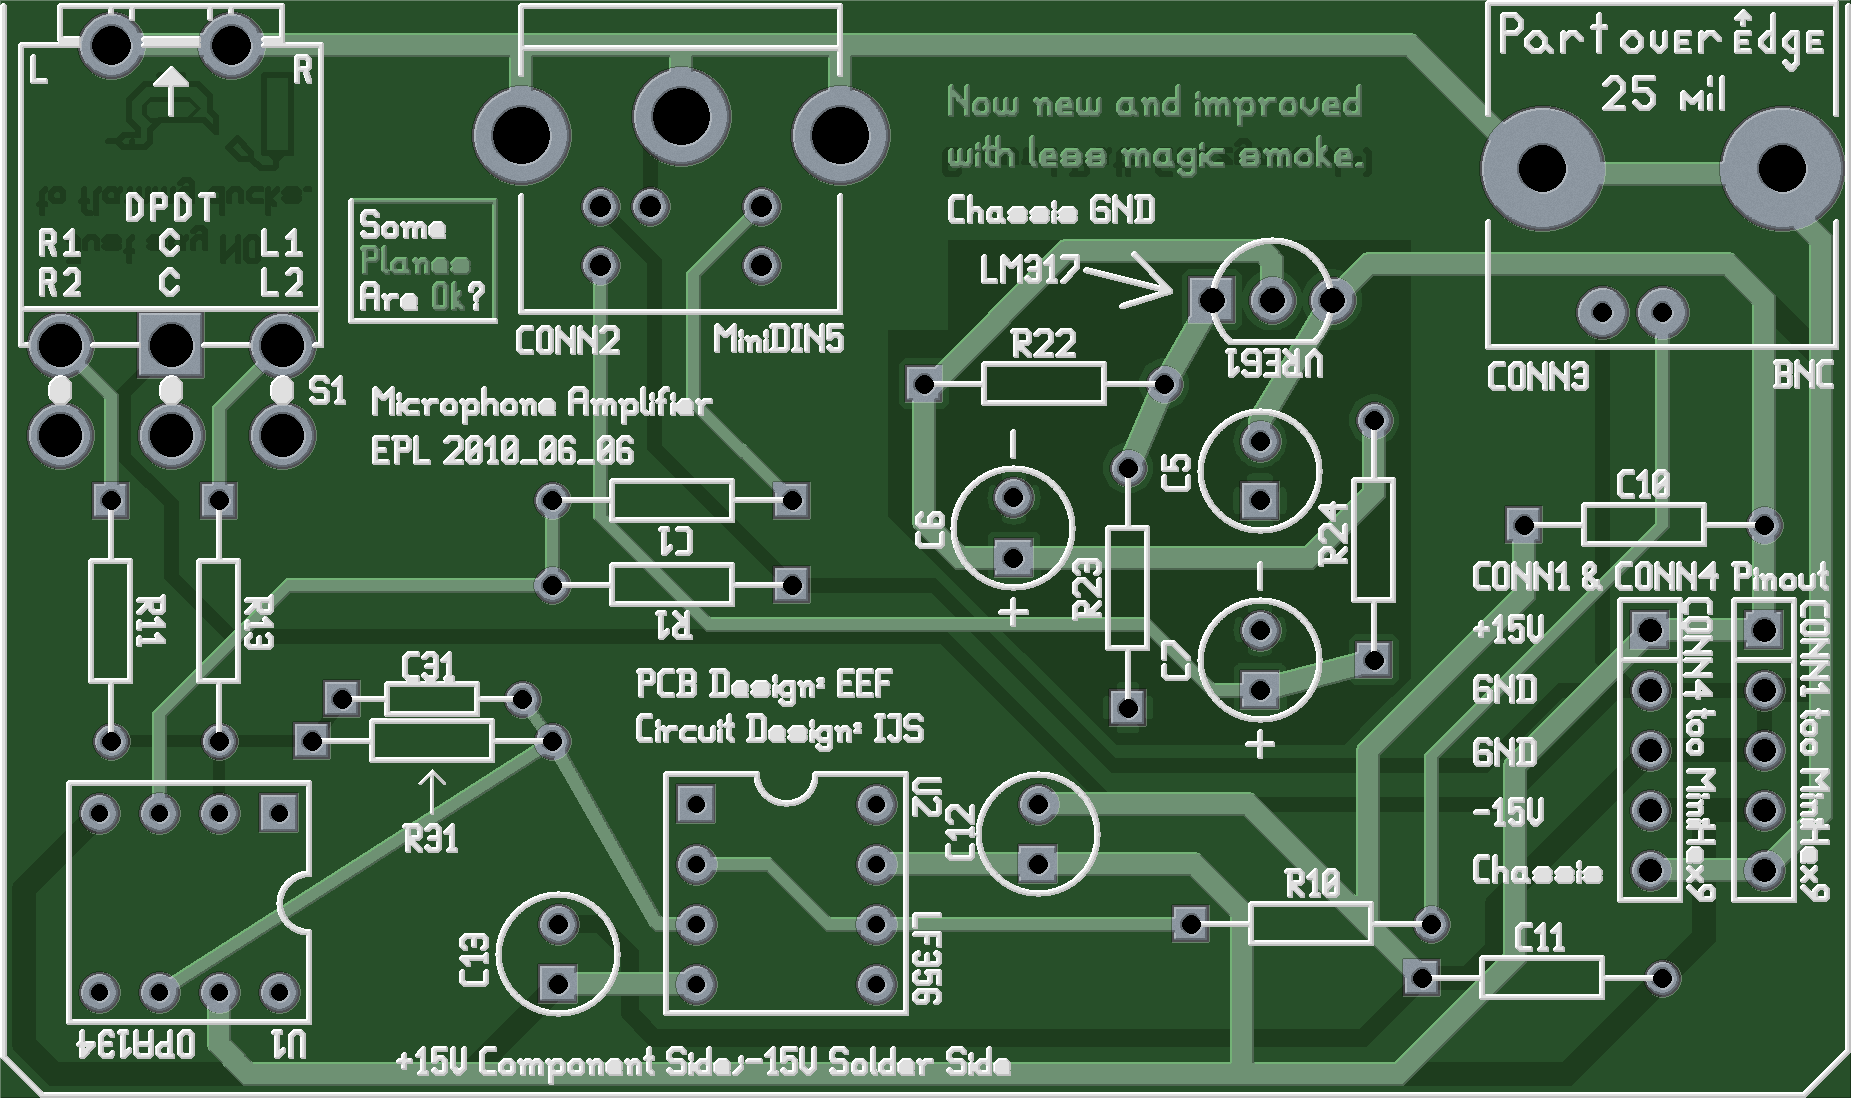 L
R
Part over Edge
25 mil
Now new and improved
with less magic smoke.
DPDT
R1 C L1
R2 C L2
Some
Planes
Are Ok?
Chassis GND
LM317
CONN2
MiniDIN5
R22
VREG1
CONN3
BNC
S1
Microphone Amplifier
EPL 2010_06_06
C5
C6
C1
R1
R23
R24
C7
C10
R11
R13
C31
R31
PCB Design: EEF
Circuit Design: IJS
CONN1 & CONN4 Pinout
+15V
GND
GND
-15V
Chassis
CONN4 too MiniHex9
CONN1 too MiniHex9
U2
LF356
C12
R10
C11
C13
OPA134
U1
+15V Component Side,-15V Solder Side